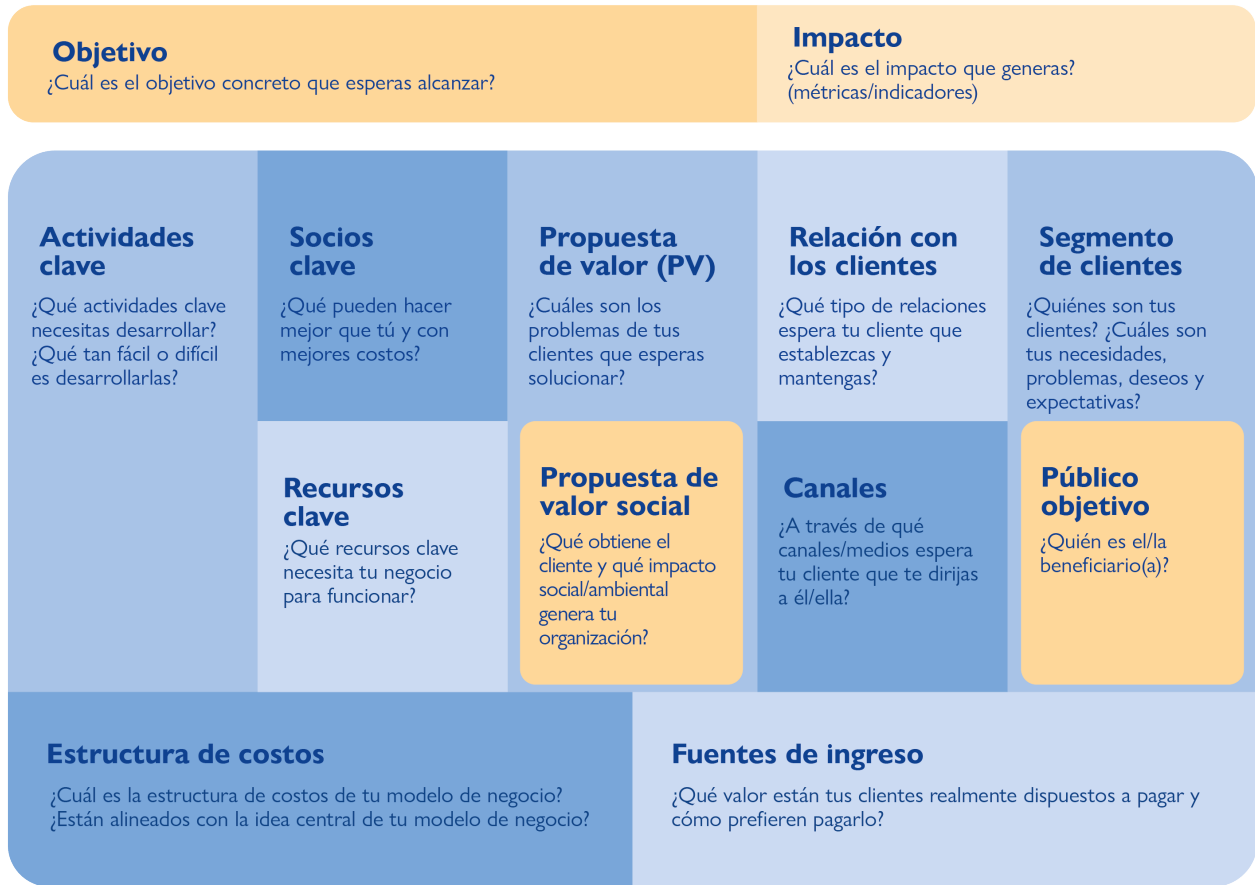 Objetivo
¿Cuál es el objetivo concreto que esperas alcanzar?
Impacto
¿Cuál es el impacto que generas?
(métricas/indicadores)
Actividades
clave
¿Qué actividades clave
necesitas desarrollar?
¿Qué tan fácil o difícil
es desarrollarlas?
Socios
clave
¿Qué pueden hacer
mejor que tú y con
mejores costos?
Recursos
clave
¿Qué recursos clave
necesita tu negocio
para funcionar?
Propuesta
de valor (PV)
¿Cuáles son los
problemas de tus
clientes que esperas
solucionar?
Propuesta de
valor social
¿Qué obtiene el
cliente y qué impacto
social/ambiental
genera tu
organización?
Relación con
los clientes
¿Qué tipo de relaciones
espera tu cliente que
establezcas y
mantengas?
Canales
¿A través de qué
canales/medios espera
tu cliente que te dirijas
a él/ella?
Segmento
de clientes
¿Quiénes son tus
clientes? ¿Cuáles son
tus necesidades,
problemas, deseos y
expectativas?
Público
objetivo
¿Quién es el/la
beneficiario(a)?
Estructura de costos
¿Cuál es la estructura de costos de tu modelo de negocio?
¿Están alineados con la idea central de tu modelo de negocio?
Fuentes de ingreso
¿Qué valor están tus clientes realmente dispuestos a pagar y
cómo prefieren pagarlo?